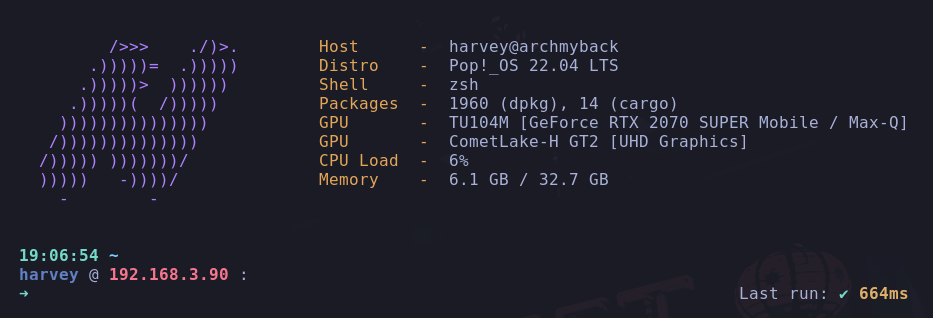 />>>    ./)>.        Host      -  harvey@archmyback
.)))))=  .)))))        Distro    -  Pop!_OS 22.04 LTS
.)))))>  ))))))         Shell     -  zsh
.)))))(  /)))))          Packages  -  1960 (dpkg), 14 (cargo)
)))))))))))))))           GPU       -  TU104M [GeForce RTX 2070 SUPER Mobile / Max-Q]
/))))))))))))))            GPU       -  CometLake-H GT2 [UHD Graphics]
/))))) )))))))/             CPU Load  -  6%
)))))   -))))/              Memory    -  6.1 GB / 32.7 GB
-        -
19:06:54 ~
harvey @ 192.168.3.90 :
➜                                                                       Last run: ✔ 664ms